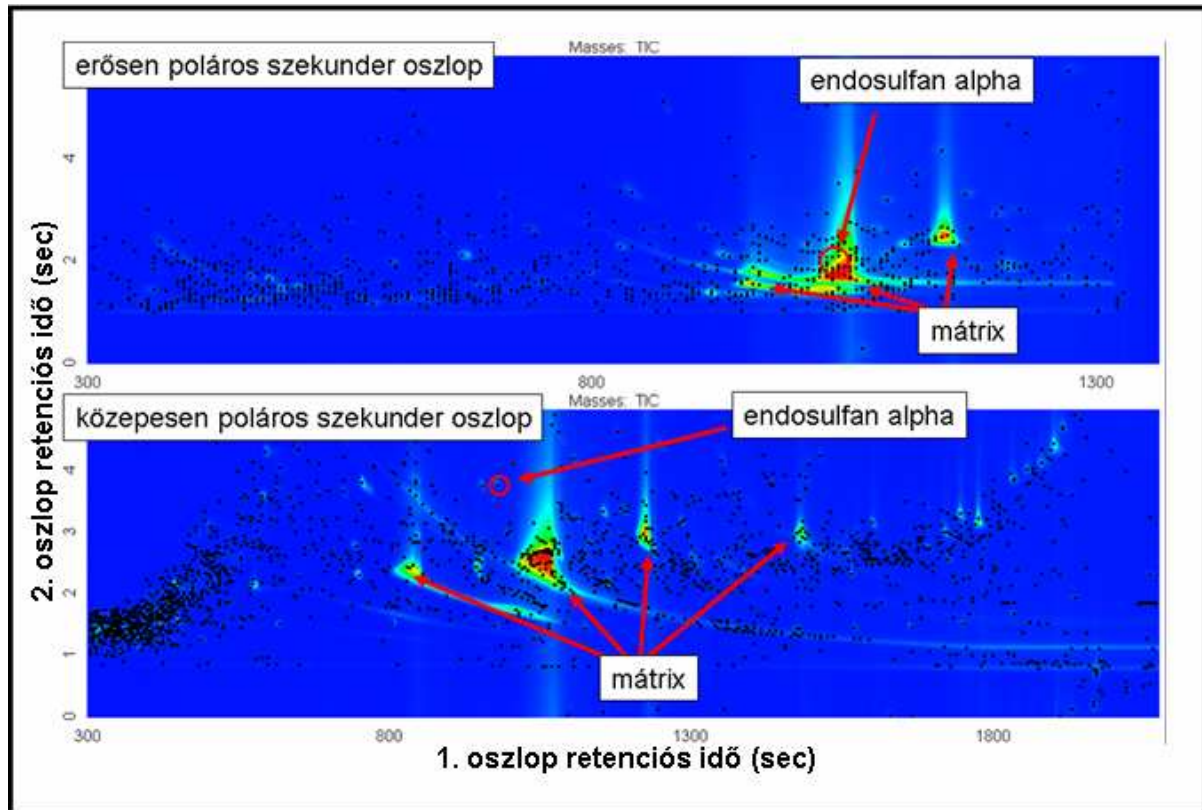 Masses: TIC
erősen poláros szekunder oszlop
endosulfan alpha
mátrix
4
2
0
300
800
1300
Masses: TIC
közepesen poláros szekunder oszlop
endosulfan alpha
mátrix
4
3
2
1
0
300
800
1300
1800
2. oszlop retenciós idő (sec)
1. oszlop retenciós idő (sec)